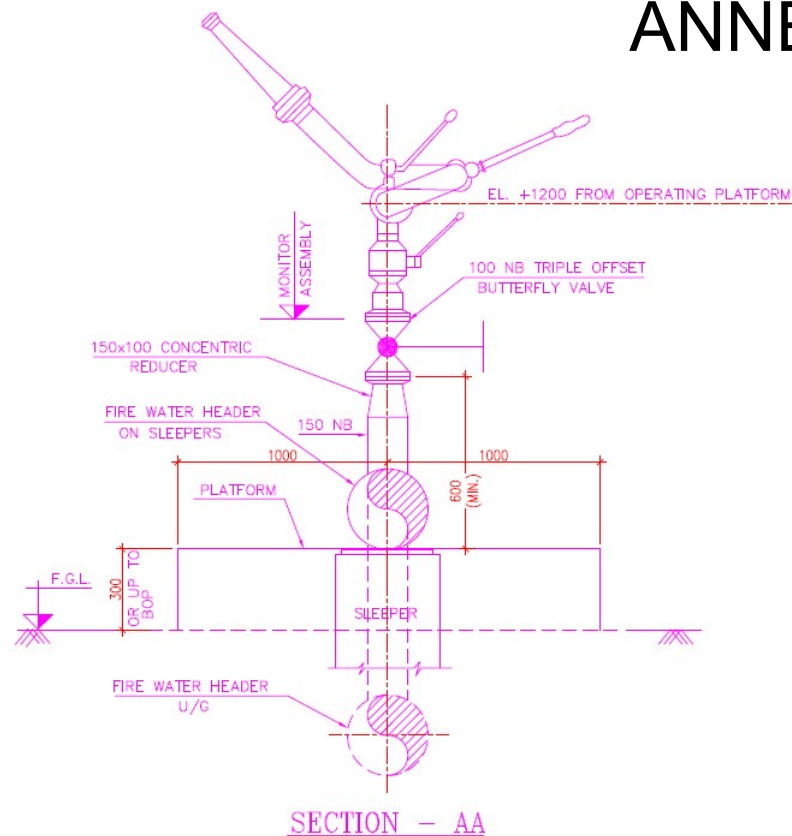 ANNE
EL. +1200 FROM OPERATING PLATFORM
MONITOR
ASSEMBLY
100 NB TRIPLE OFFSET
BUTTERFLY VALVE
150x100 CONCENTRIC
REDUCER
FIRE WATER HEADER
ON SLEEPERS
150 NB
1000
1000
600
(MIN.)
PLATFORM
F.G.L.
300
OR UP TO
BOP
SLEEPER
FIRE WATER HEADER
U/G
SECTION - AA